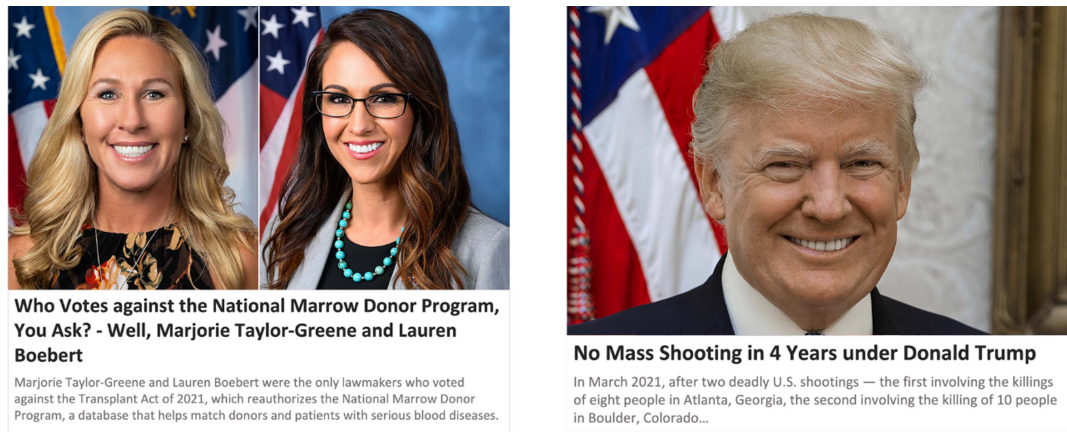 Who Votes against the National Marrow Donor Program,
You Ask? - Well, Marjorie Taylor-Greene and Lauren
Boebert
Marjorie Taylor-Greene and Lauren Boebert were the only lawmakers who voted
against the Transplant Act of 2021, which reauthorizes the National Marrow Donor
Program, a database that helps match donors and patients with serious blood diseases.
No Mass Shooting in 4 Years under Donald Trump
In March 2021, after two deadly U.S. shootings — the first involving the killings
of eight people in Atlanta, Georgia, the second involving the killing of 10 people
in Boulder, Colorado...